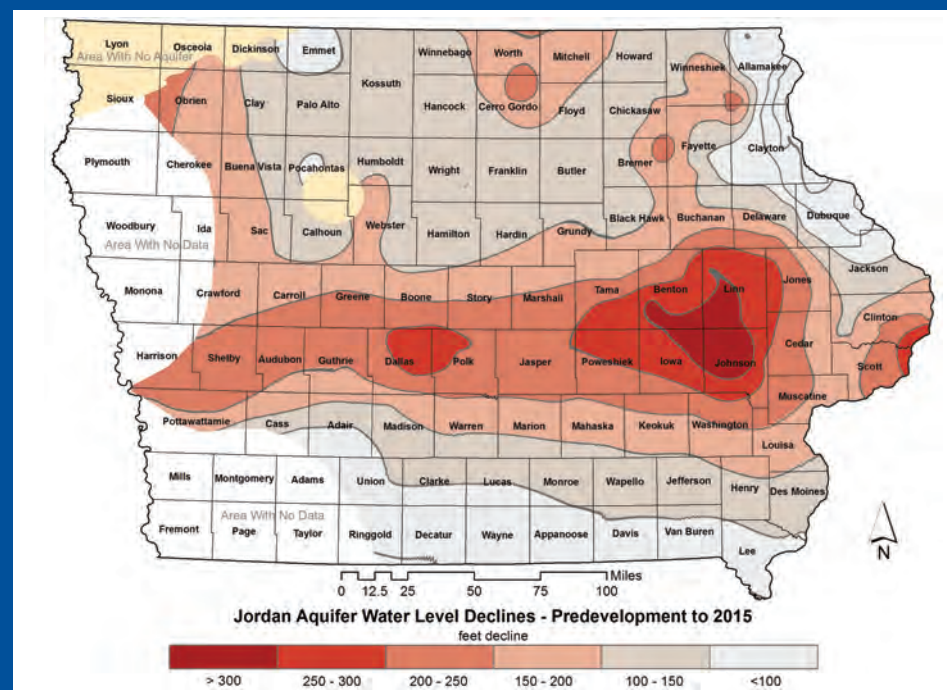 Lyon Osceola Dickinson Emmet Winnebago Worth Mitchell Howard Winneshiek Allamakee
Area With No Aquifer
Kossuth
Sioux Obrien Clay Palo Alto Hancock Cerro Gordo Floyd Chickasaw
Fayette Clayton
Plymouth Cherokee Buena Vista Pocahontas Humboldt Wright Franklin Butler Bremer
Woodbury Ida Sac Calhoun Webster Hamilton Hardin Grundy Black Hawk Buchanan Delaware Dubuque
Area With No Data
Jackson
Monona Crawford Carroll Greene Boone Story Marshall Tama Benton Linn Jones
Clinton
Harrison Shelby Audubon Guthrie Dallas Polk Jasper Poweshiek Iowa Johnson Cedar Scott
Muscatine
Pottawattamie Cass Adair Madison Warren Marion Mahaska Keokuk Washington
Louisa
Mills Montgomery Adams Union Clarke Lucas Monroe Wapello Jefferson Henry Des Moines
Area With No Data
Fremont Page Taylor Ringgold Decatur Wayne Appanoose Davis Van Buren
Lee
N
Miles
0 12.5 25 50 75 100
Jordan Aquifer Water Level Declines - Predevelopment to 2015
feet decline
> 300 250 - 300 200 - 250 150 - 200 100 - 150 <100